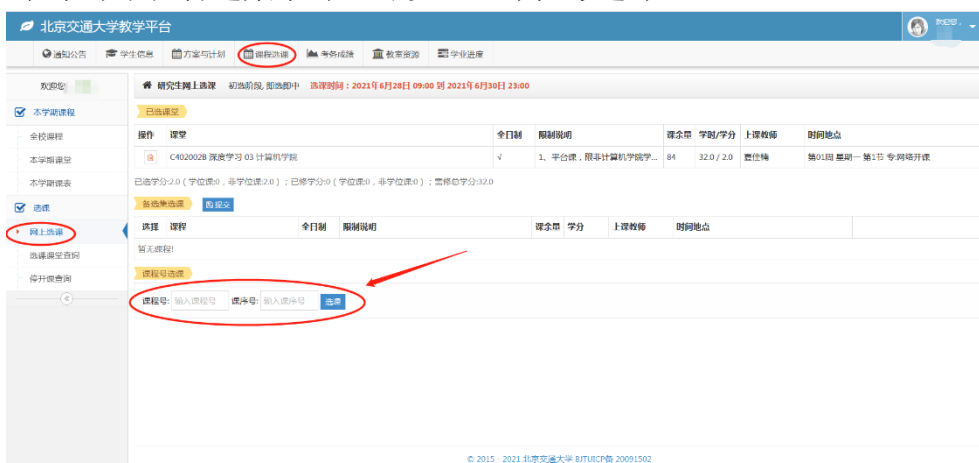 北京交通大学教学平台
通知公告 学生信息 方案与计划 课程选课 考务成绩 教室资源 学业进度
欢迎您
研究生网上选课 初选阶段, 即选即中 选课时间：2021年6月28日 09:00 到 2021年6月30日 23:00
本学期课程
已选课堂
全校课程
操作 课堂 全日制 限制说明 课余量 学时/学分 上课教师 时间地点
本学期课堂
C402002B 深度学习 03 计算机学院 √ 1、平台课，限非计算机学院学... 84 32.0 / 2.0 第01周 星期一 第1节 专:网络开课
本学期课表
已选学分:2.0 ( 学位课:0，非学位课:2.0 )；已修学分:0 ( 学位课:0，非学位课:0 )；需修总学分:32.0
选课
备选集选课 提交
网上选课
选择 课程 全日制 限制说明 课余量 学分 上课教师 时间地点
选课课堂查询
暂无课程!
停开课查询
课程号选课
课程号: 输入课程号 课序号: 输入课序号 选课
© 2015 - 2021 北京交通大学 BJTUICP备 20091502